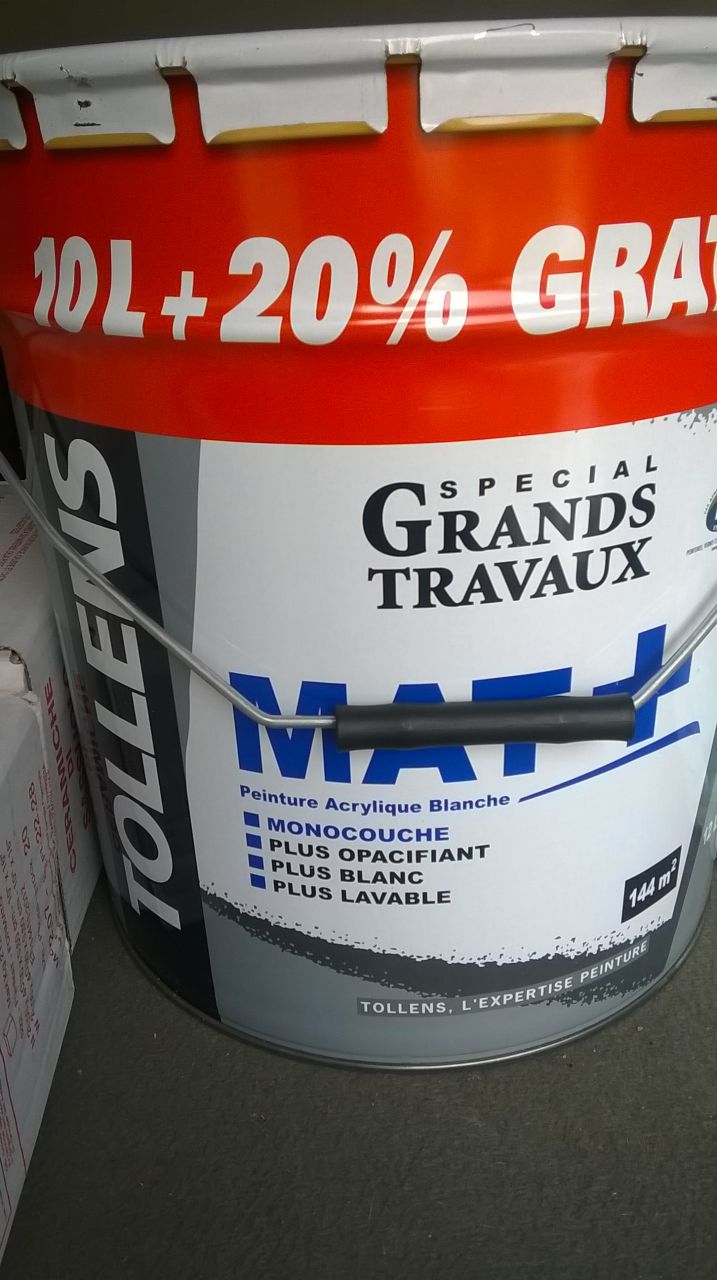 10L+20% GRAT
TOLLENS
SPECIAL
GRANDS
TRAVAUX
MAT+
Peinture Acrylique Blanche
MONOCOUCHE
PLUS OPACIFIANT
PLUS BLANC
PLUS LAVABLE
144 m²
TOLLENS, L'EXPERTISE PEINTURE